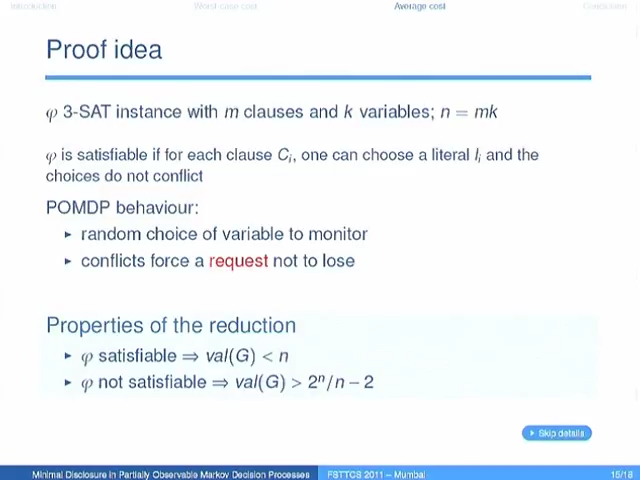 Introduction Worst-case cost Average cost Conclusion
Proof idea
φ 3-SAT instance with m clauses and k variables; n = mk
φ is satisfiable if for each clause Cᵢ, one can choose a literal lᵢ and the
choices do not conflict
POMDP behaviour:
► random choice of variable to monitor
► conflicts force a request not to lose
Properties of the reduction
► φ satisfiable ⇒ val(G) < n
► φ not satisfiable ⇒ val(G) > 2ⁿ/n − 2
► Skip details
Minimal Disclosure in Partially Observable Markov Decision Processes FSTTCS 2011 – Mumbai 15/18